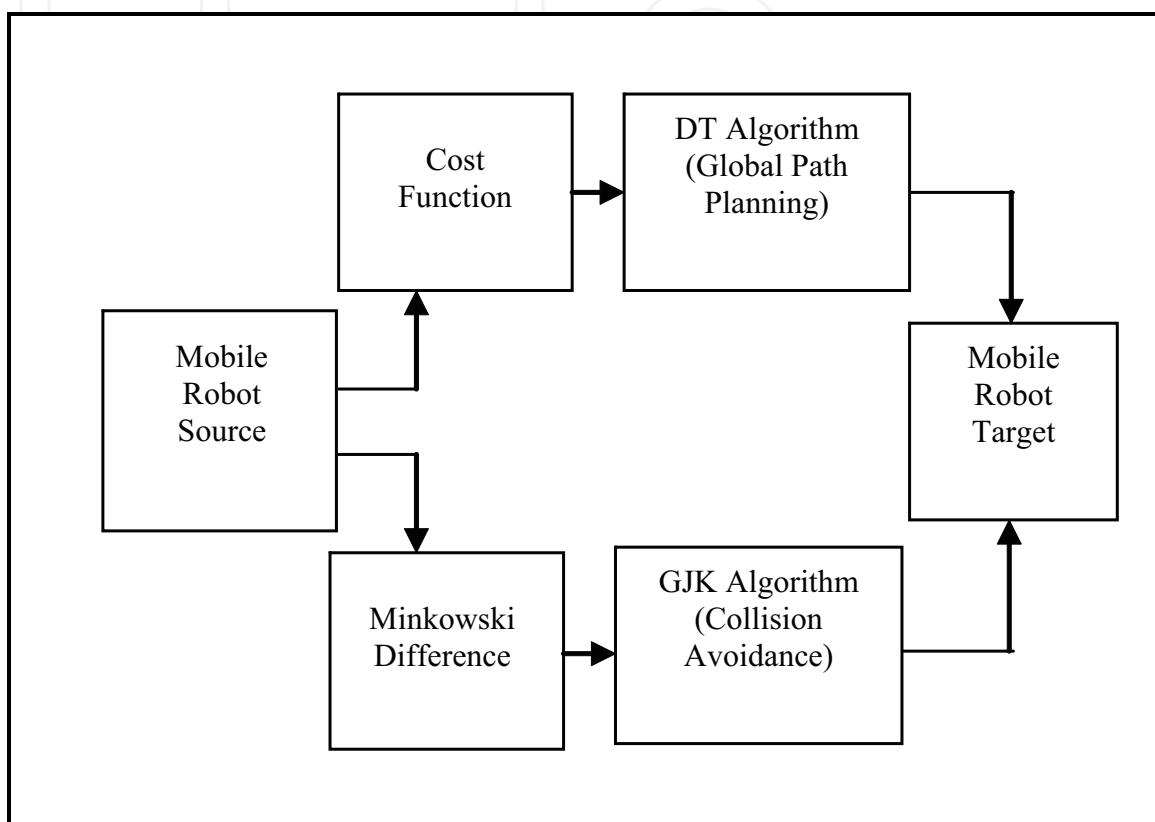 Cost
Function
DT Algorithm
(Global Path
Planning)
Mobile
Robot
Source
Mobile
Robot
Target
Minkowski
Difference
GJK Algorithm
(Collision
Avoidance)